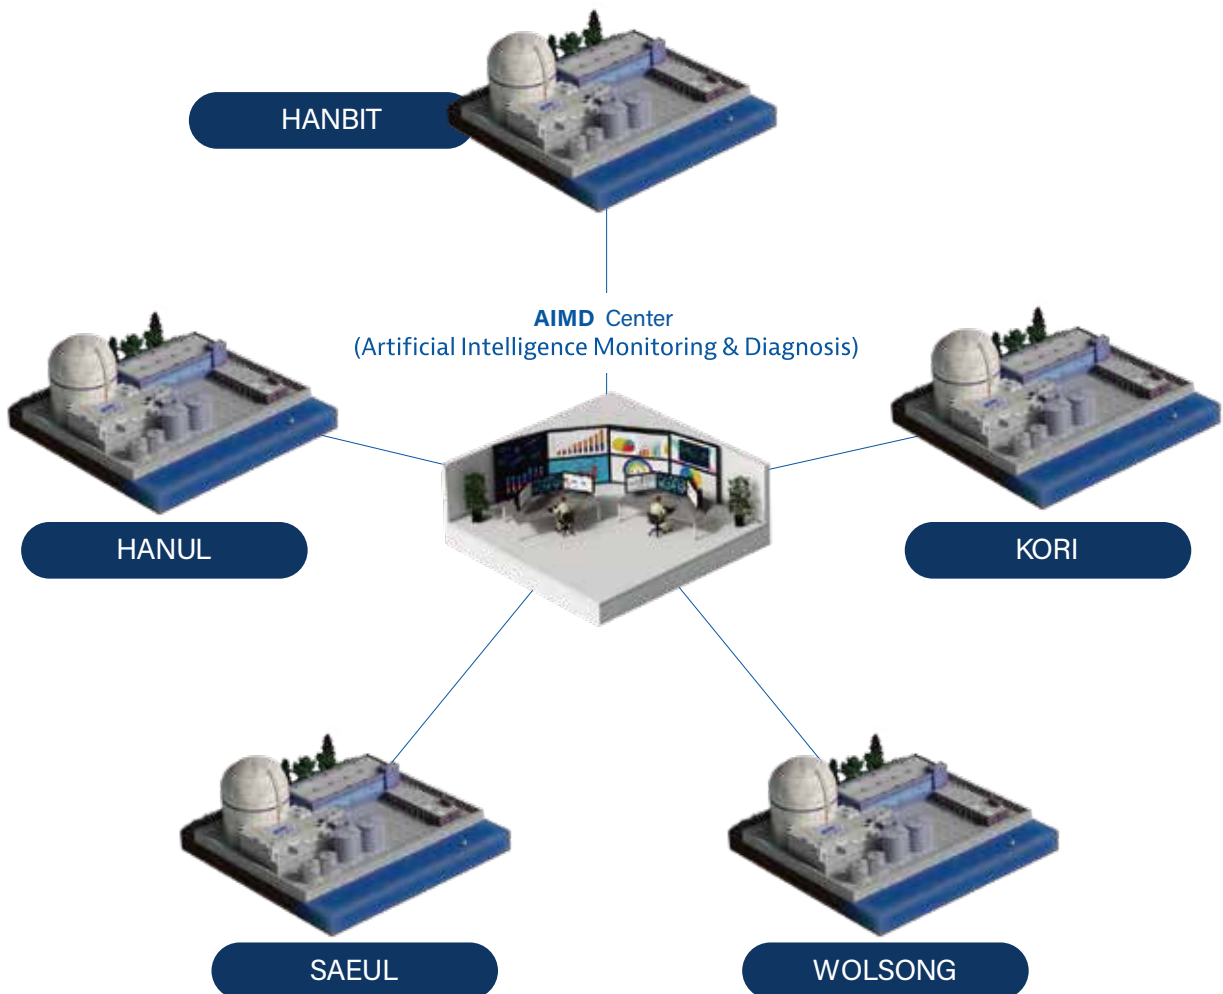 HANBIT
AIMD Center
(Artificial Intelligence Monitoring & Diagnosis)
HANUL
KORI
SAEUL
WOLSONG